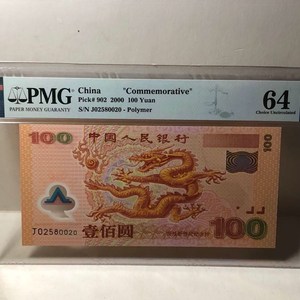 PMG
PAPER MONEY GUARANTY
China "Commemorative"
Pick# 902 2000 100 Yuan
S/N J02580020 - Polymer
64
Choice Uncirculated
100
中国人民银行
100
J02580020
壹佰圆
100